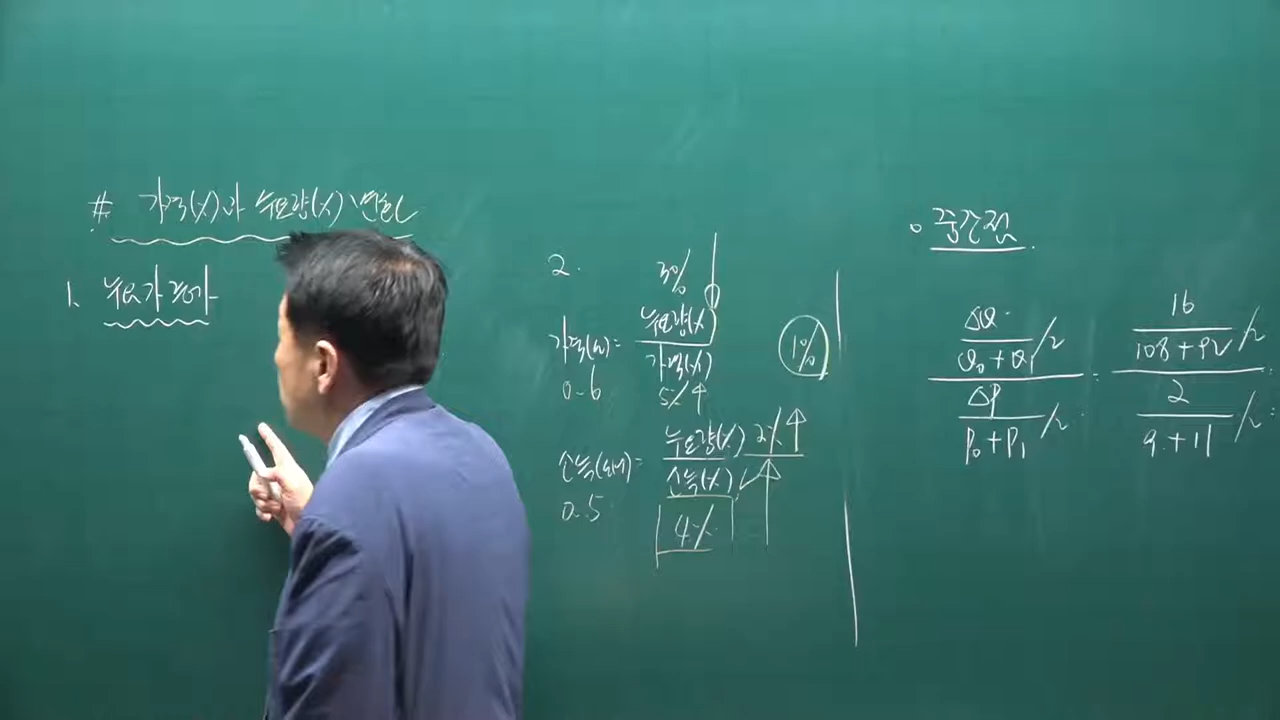 # 가격(%)과 수요량(%) 변화
1. 수요가 증가
2.
3%
수요량(%)
가격(%)
가격(ε) =
0.6
5% ↑
1%
수요량(%) 2% ↑
소득(%)
소득( ) =
0.5
4%
○ 중간점
ΔQ
Q₀ + Q₁ /2
ΔP
P₀ + P₁ /2
=
16
108 + 92 /2
2
9 + 11 /2